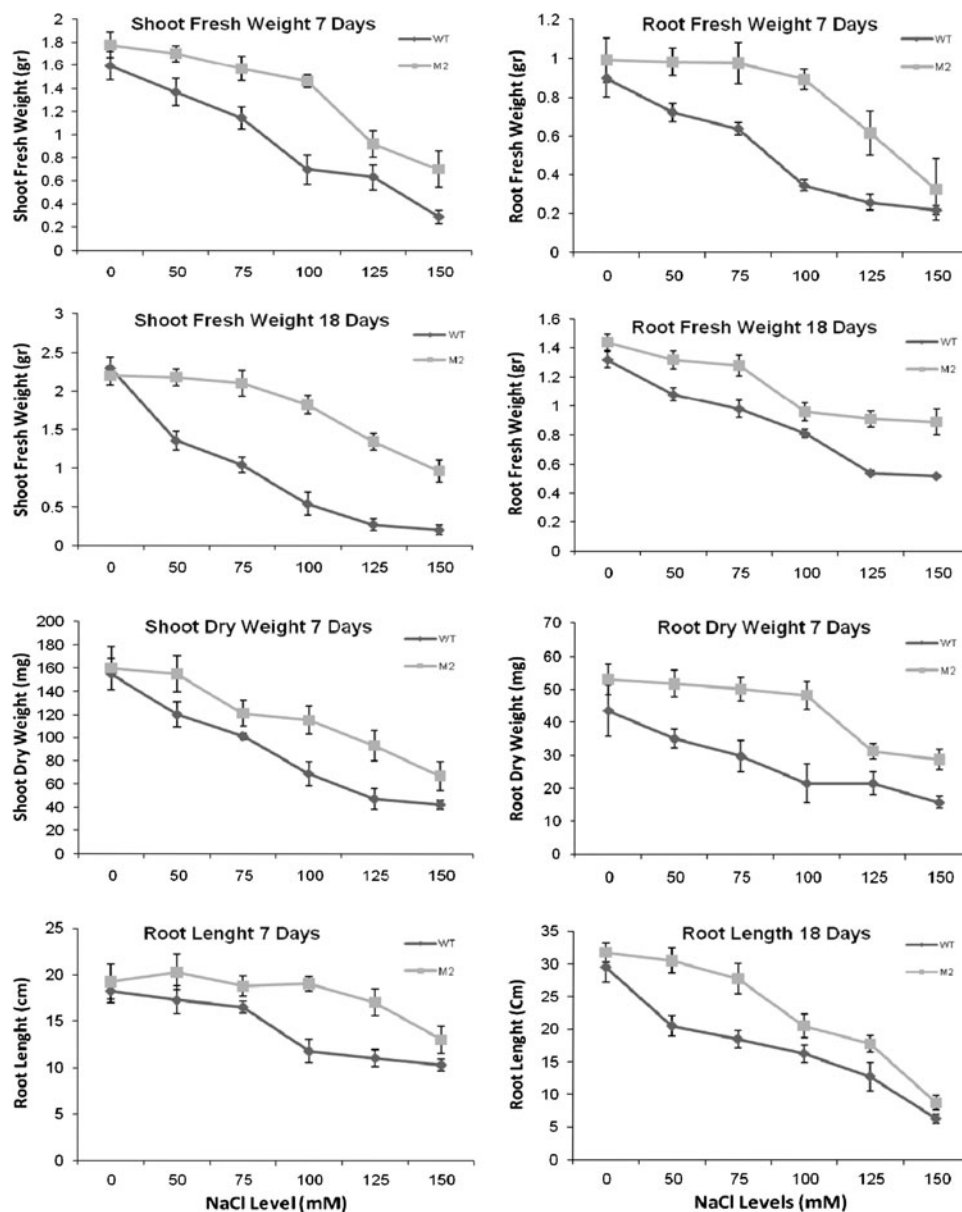 Shoot Fresh Weight 7 Days
Shoot Fresh Weight (gr)
2
1.8
1.6
1.4
1.2
1
0.8
0.6
0.4
0.2
0
WT
M2
0 50 75 100 125 150
Root Fresh Weight 7 Days
Root Fresh Weight (gr)
1.2
1
0.8
0.6
0.4
0.2
0
WT
M2
0 50 75 100 125 150
Shoot Fresh Weight 18 Days
Shoot Fresh Weight (gr)
3
2.5
2
1.5
1
0.5
0
WT
M2
0 50 75 100 125 150
Root Fresh Weight 18 Days
Root Fresh Weight (gr)
1.6
1.4
1.2
1
0.8
0.6
0.4
0.2
0
WT
M2
0 50 75 100 125 150
Shoot Dry Weight 7 Days
Shoot Dry Weight (mg)
200
180
160
140
120
100
80
60
40
20
0
WT
M2
0 50 75 100 125 150
Root Dry Weight 7 Days
Root Dry Weight (mg)
70
60
50
40
30
20
10
0
WT
M2
0 50 75 100 125 150
Root Lenght 7 Days
Root Lenght (cm)
25
20
15
10
5
0
WT
M2
0 50 75 100 125 150
NaCl Level (mM)
Root Length 18 Days
Root Lenght (Cm)
35
30
25
20
15
10
5
0
WT
M2
0 50 75 100 125 150
NaCl Levels (mM)